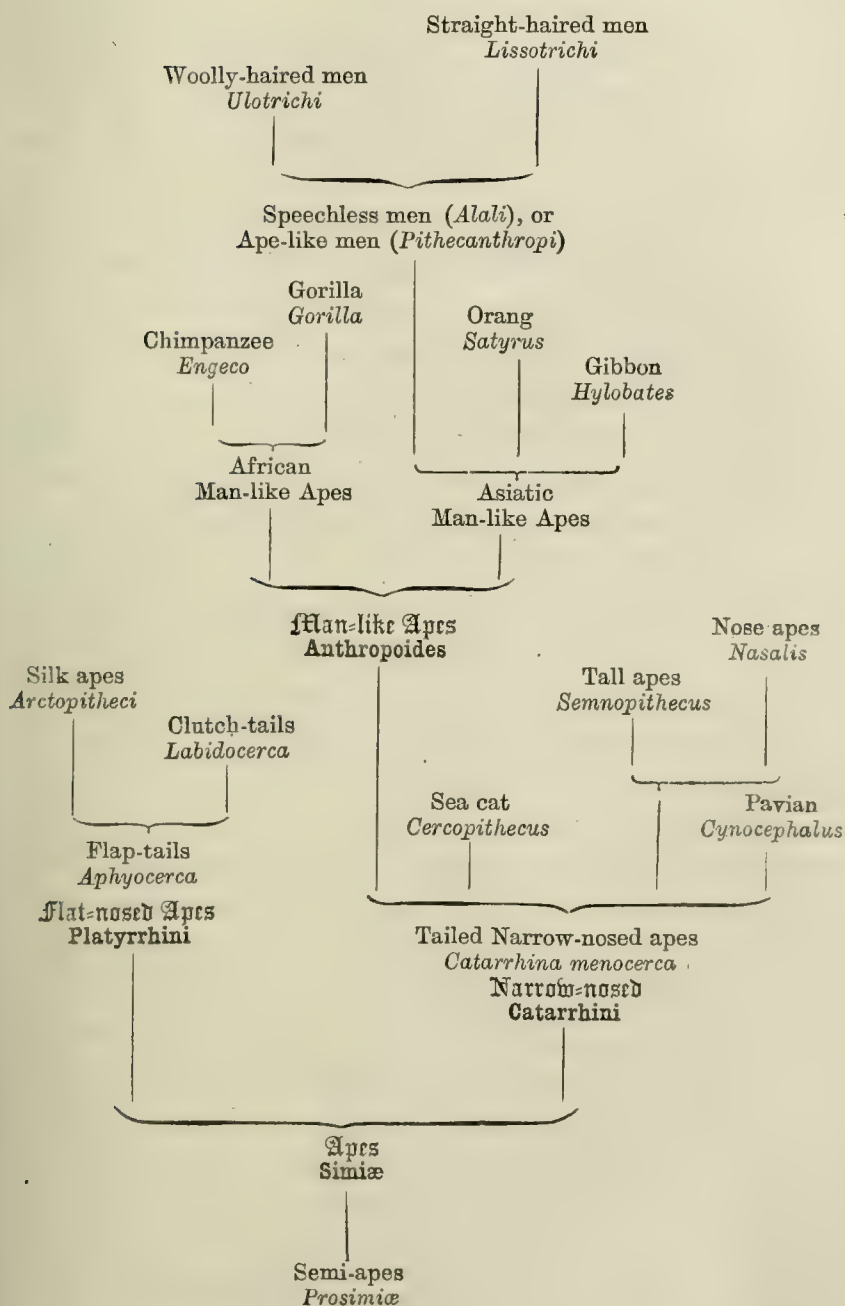 Straight-haired men
Lissotrichi
Woolly-haired men
Ulotrichi
Speechless men (Alali), or
Ape-like men (Pithecanthropi)
Gorilla
Gorilla
Chimpanzee
Engeco
Orang
Satyrus
Gibbon
Hylobates
African
Man-like Apes
Asiatic
Man-like Apes
Man-like Apes
Anthropoides
Nose apes
Nasalis
Silk apes
Arctopitheci
Tall apes
Semnopithecus
Clutch-tails
Labidocerca
Sea cat
Cercopithecus
Pavian
Cynocephalus
Flap-tails
Aphyocerca
Flat-nosed Apes
Platyrrhini
Tailed Narrow-nosed apes
Catarrhina menocerca
Narrow-nosed
Catarrhini
Apes
Simiæ
Semi-apes
Prosimiæ